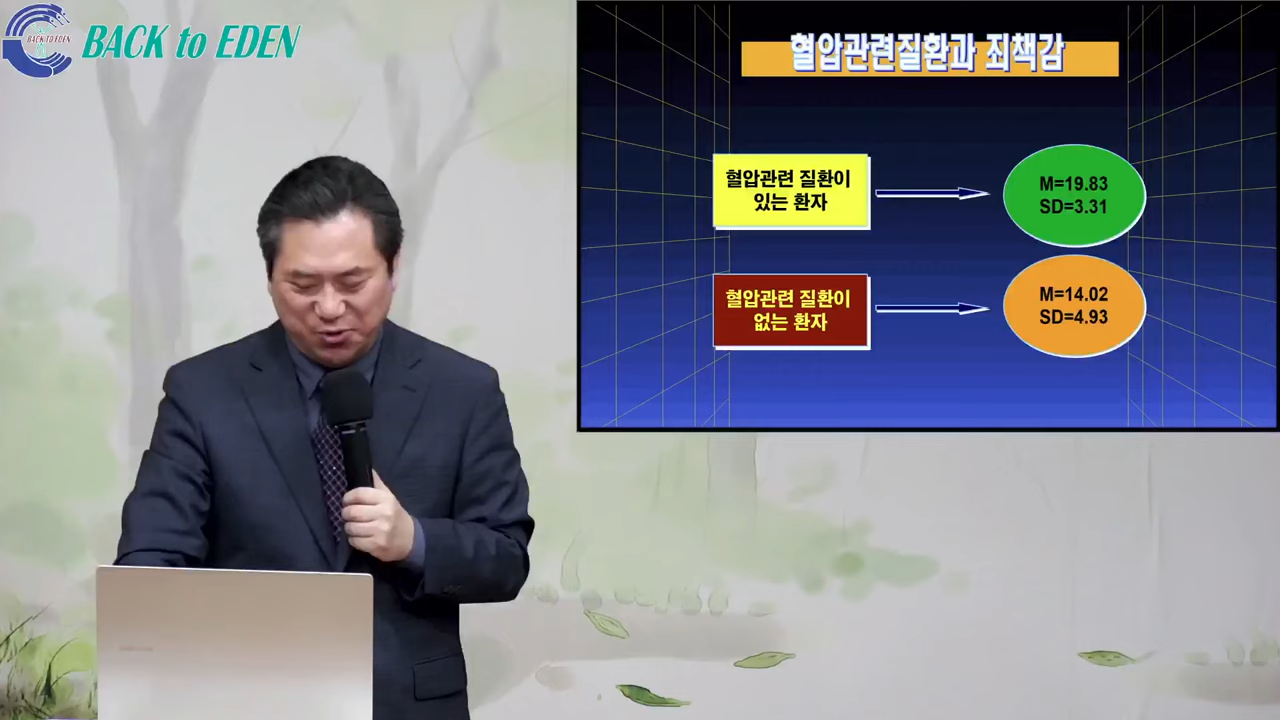 BACK TO EDEN
BACK to EDEN
혈압관련질환과 죄책감
혈압관련 질환이
있는 환자
M=19.83
SD=3.31
혈압관련 질환이
없는 환자
M=14.02
SD=4.93